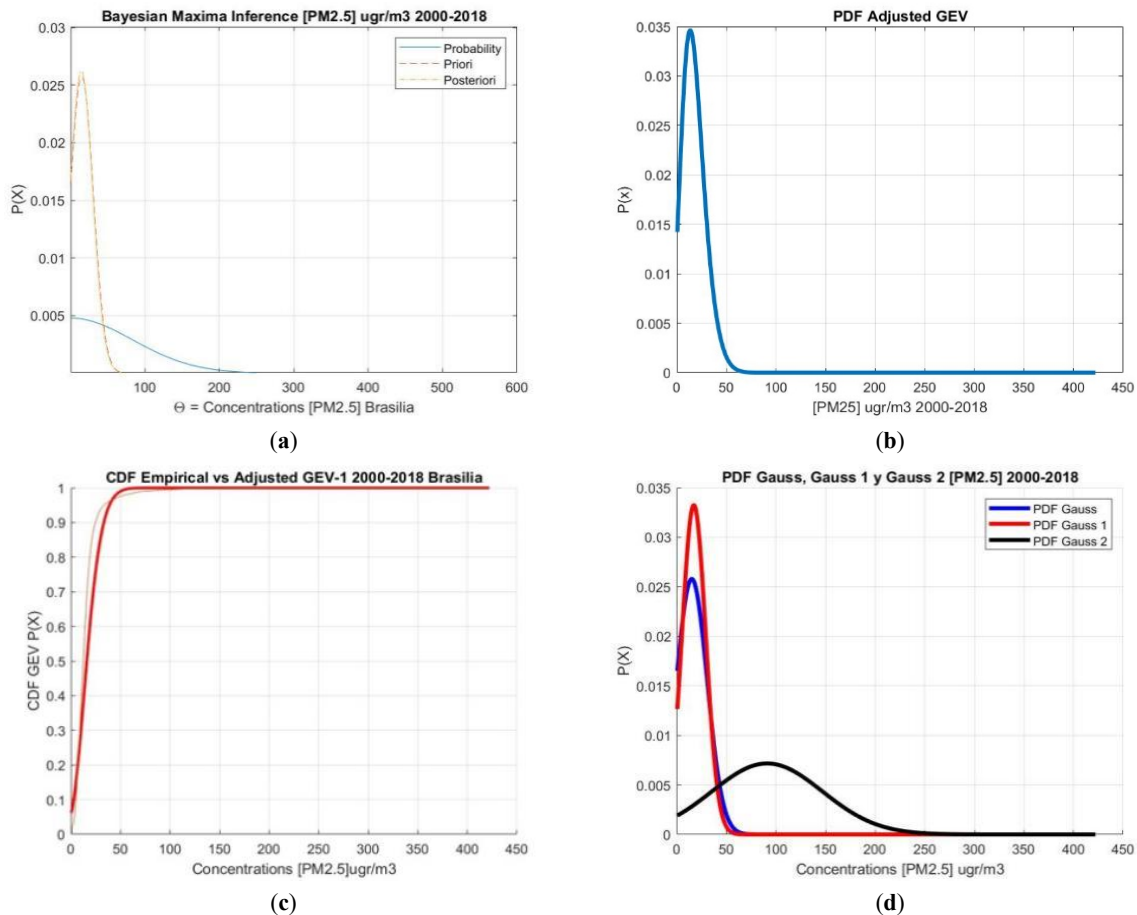 Bayesian Maxima Inference [PM2.5] ugr/m3 2000-2018
0.03
0.025
0.02
0.015
0.01
0.005
P(X)
Probability
Priori
Posteriori
100 200 300 400 500 600
Θ = Concentrations [PM2.5] Brasilia
(a)
PDF Adjusted GEV
0.035
0.03
0.025
0.02
0.015
0.01
0.005
0
P(x)
0 50 100 150 200 250 300 350 400 450
[PM25] ugr/m3 2000-2018
(b)
CDF Empirical vs Adjusted GEV-1 2000-2018 Brasilia
1
0.9
0.8
0.7
0.6
0.5
0.4
0.3
0.2
0.1
0
CDF GEV P(X)
0 50 100 150 200 250 300 350 400 450
Concentrations [PM2.5]ugr/m3
(c)
PDF Gauss, Gauss 1 y Gauss 2 [PM2.5] 2000-2018
0.035
0.03
0.025
0.02
0.015
0.01
0.005
0
P(X)
PDF Gauss
PDF Gauss 1
PDF Gauss 2
0 50 100 150 200 250 300 350 400 450
Concentrations [PM2.5] ugr/m3
(d)